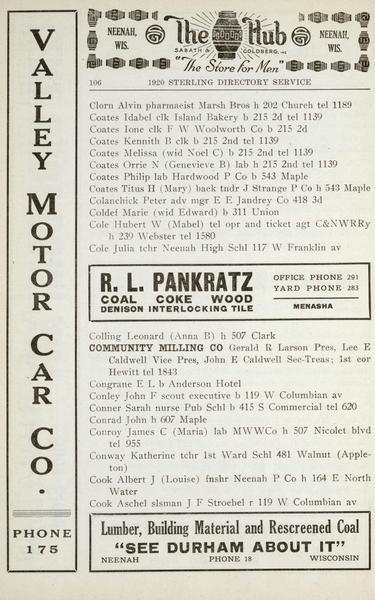 VALLEY MOTOR CAR CO.
PHONE
175
NEENAH,
WIS.
The Hub
SABATH & GOLDBERG, INC
"The Store for Men"
NEENAH,
WIS.
106 1920 STERLING DIRECTORY SERVICE
Clorn Alvin pharmacist Marsh Bros h 202 Church tel 1189
Coates Idabel clk Island Bakery b 215 2d tel 1139
Coates Ione clk F W Woolworth Co b 215 2d
Coates Kennith B clk b 215 2nd tel 1139
Coates Melissa (wid Noel C) b 215 2nd tel 1139
Coates Orrie N (Genevieve B) lab h 215 2nd tel 1139
Coates Philip lab Hardwood P Co b 543 Maple
Coates Titus H (Mary) back tndr J Strange P Co h 543 Maple
Colanchick Peter adv mgr E E Jandrey Co 418 3d
Coldef Marie (wid Edward) b 311 Union
Cole Hubert W (Mabel) tel opr and ticket agt C&NWRRy
h 239 Webster tel 1580
Cole Julia tchr Neenah High Schl 117 W Franklin av
R. L. PANKRATZ
COAL COKE WOOD
DENISON INTERLOCKING TILE
OFFICE PHONE 291
YARD PHONE 283
MENASHA
Colling Leonard (Anna B) h 507 Clark
COMMUNITY MILLING CO Gerald R Larson Pres, Lee E
Caldwell Vice Pres, John E Caldwell Sec-Treas; 1st cor
Hewitt tel 1843
Congrane E L b Anderson Hotel
Conley John F scout executive b 119 W Columbian av
Conner Sarah nurse Pub Schl b 415 S Commercial tel 620
Conrad John h 607 Maple
Conroy James C (Maria) lab MWWCo h 507 Nicolet blvd
tel 955
Conway Katherine tchr 1st Ward Schl 481 Walnut (Apple-
ton)
Cook Albert J (Louise) fnshr Neenah P Co h 164 E North
Water
Cook Aschel slsman J F Stroebel r 119 W Columbian av
Lumber, Building Material and Rescreened Coal
"SEE DURHAM ABOUT IT"
NEENAH PHONE 18 WISCONSIN